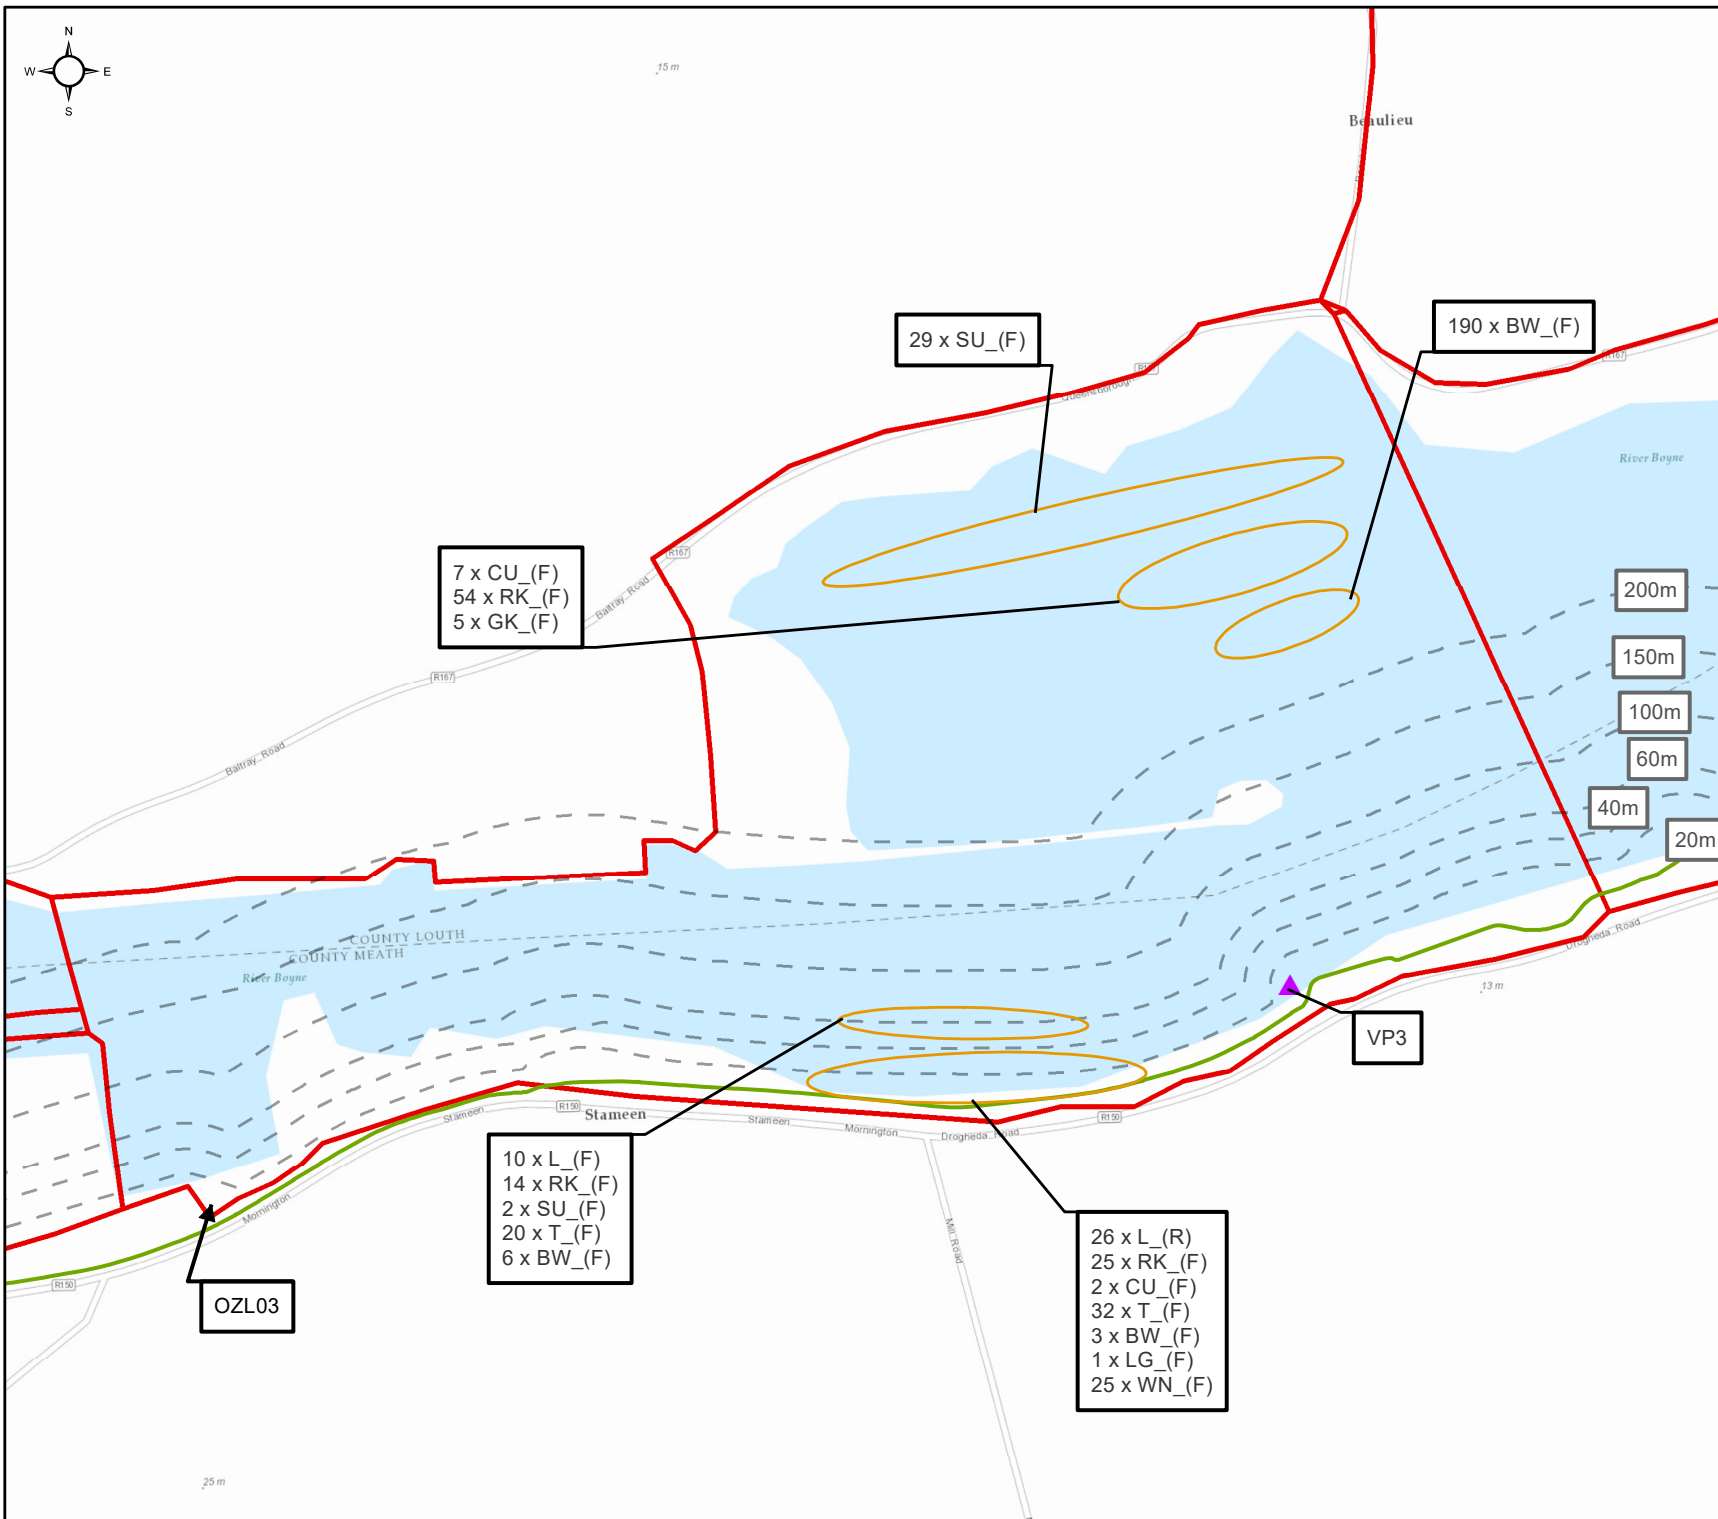 N
W E
S
15 m
Beaulieu
29 x SU_(F)
190 x BW_(F)
R167
Queensborough
River Boyne
7 x CU_(F)
54 x RK_(F)
5 x GK_(F)
R167
Baltray Road
200m
150m
R167
100m
Baltray Road
60m
40m
20m
COUNTY LOUTH
COUNTY MEATH
River Boyne
Drogheda Road
13 m
VP3
Stameen
R150
Stameen
Stameen
Mornington
Drogheda Road
R150
10 x L_(F)
14 x RK_(F)
2 x SU_(F)
20 x T_(F)
6 x BW_(F)
Mornington
Mill Road
26 x L_(R)
25 x RK_(F)
2 x CU_(F)
32 x T_(F)
3 x BW_(F)
1 x LG_(F)
25 x WN_(F)
R150
OZL03
25 m